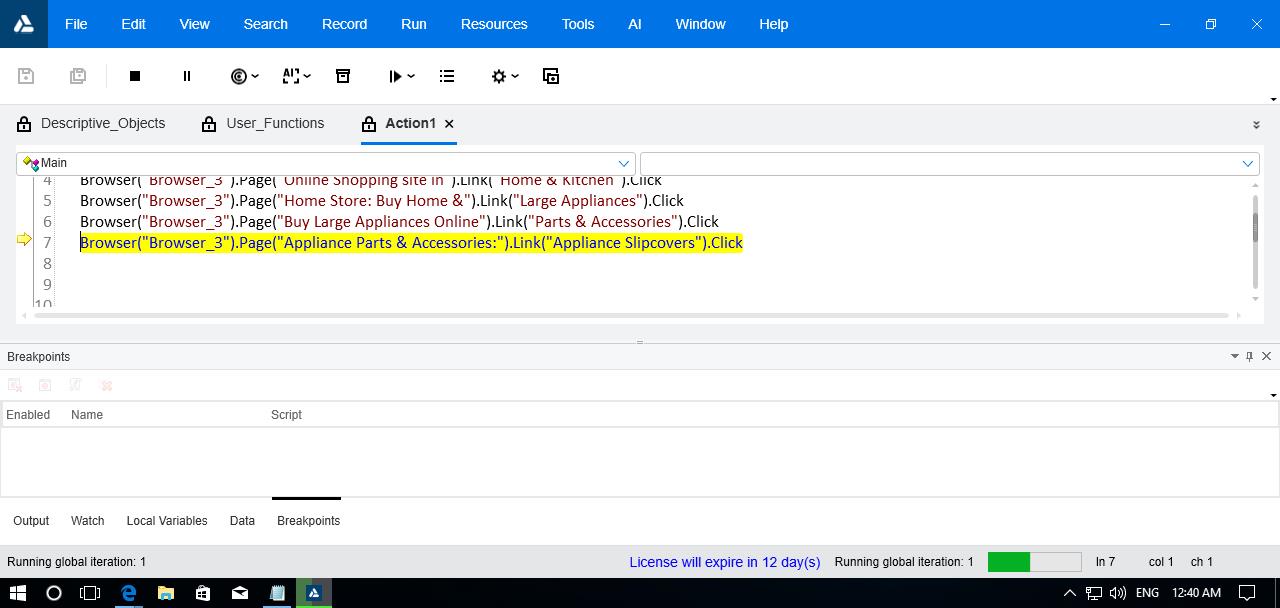 File Edit View Search Record Run Resources Tools AI Window Help
AI
Descriptive_Objects User_Functions Action1
Main
4 Browser("Browser_3").Page("Online Shopping site in").Link("Home & Kitchen").Click
5 Browser("Browser_3").Page("Home Store: Buy Home &").Link("Large Appliances").Click
6 Browser("Browser_3").Page("Buy Large Appliances Online").Link("Parts & Accessories").Click
7 Browser("Browser_3").Page("Appliance Parts & Accessories:").Link("Appliance Slipcovers").Click
8
9
10
Breakpoints
Enabled Name Script
Output Watch Local Variables Data Breakpoints
Running global iteration: 1 License will expire in 12 day(s) Running global iteration: 1 ln 7 col 1 ch 1
ENG 12:40 AM